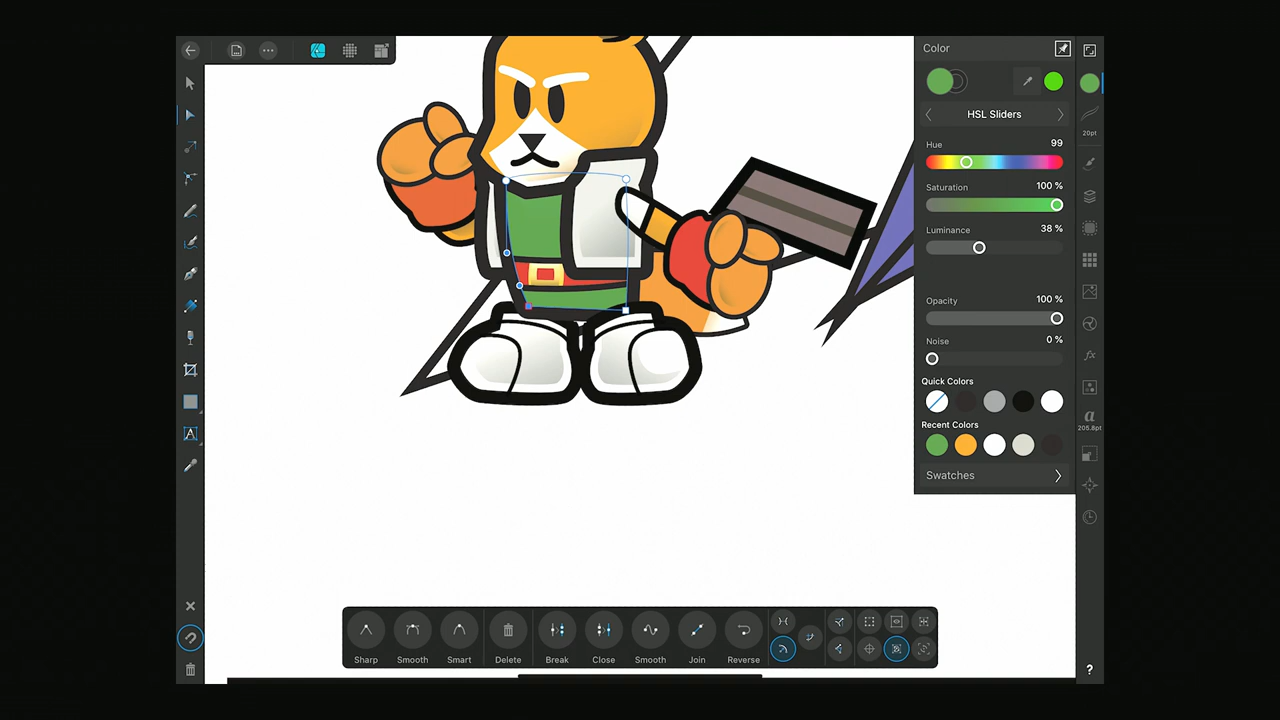 Color
HSL Sliders
20pt
Hue 99
Saturation 100 %
Luminance 38 %
Opacity 100 %
Noise 0 %
Quick Colors
a
205.8pt
Recent Colors
Swatches
fx
A
Sharp Smooth Smart Delete Break Close Smooth Join Reverse
?